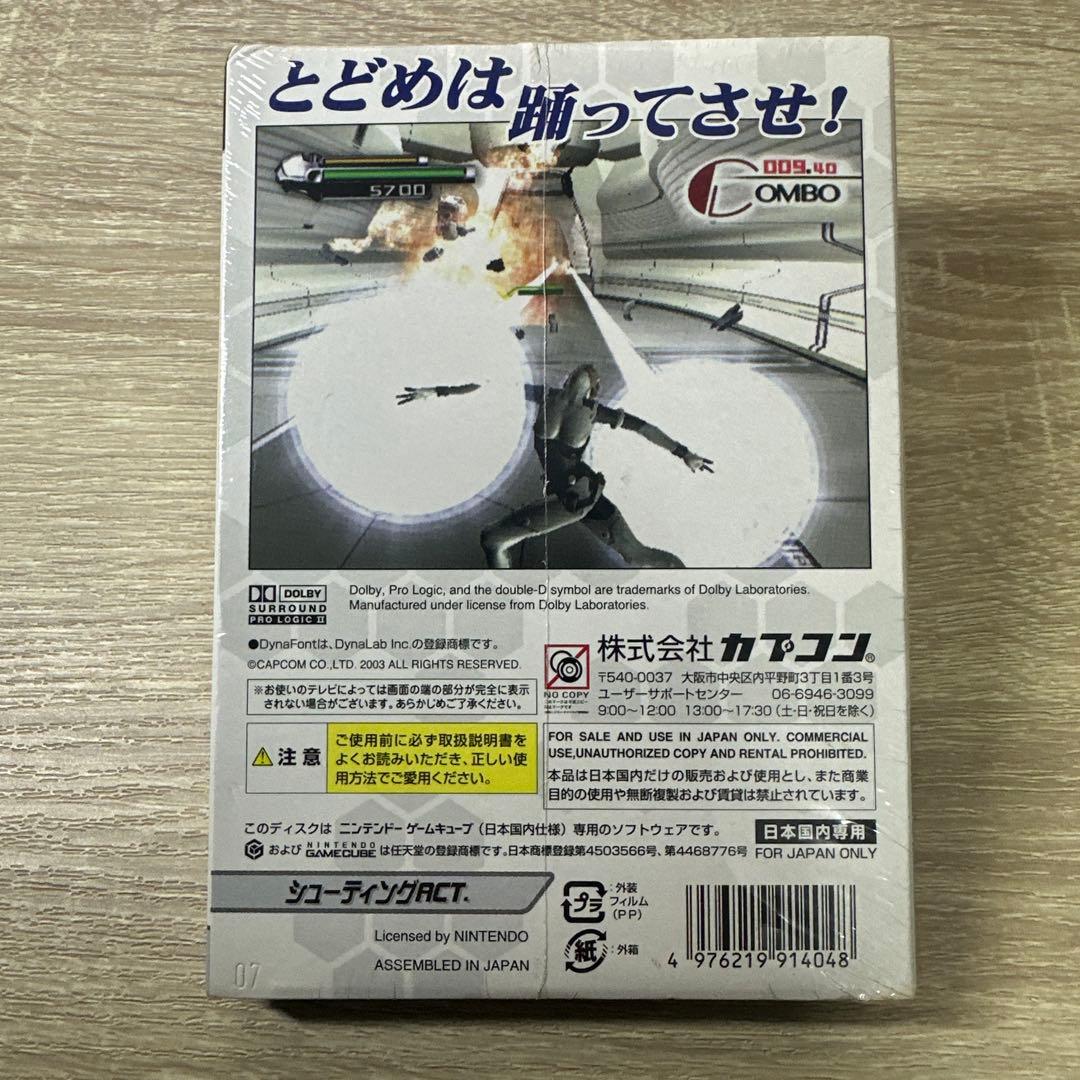 とどめは踊ってさせ!
5700
009.40
COMBO
DOLBY
SURROUND
PRO LOGIC II
Dolby, Pro Logic, and the double-D symbol are trademarks of Dolby Laboratories.
Manufactured under license from Dolby Laboratories.
●DynaFontは、DynaLab Inc.の登録商標です。
©CAPCOM CO.,LTD. 2003 ALL RIGHTS RESERVED.
※お使いのテレビによっては画面の端の部分が完全に表示
されない場合がございます。あらかじめご了承ください。
NO COPY
株式会社カプコン®
〒540-0037 大阪市中央区内平野町3丁目1番3号
ユーザーサポートセンター 06-6946-3099
9:00~12:00 13:00~17:30(土・日・祝日を除く)
注意
ご使用前に必ず取扱説明書を
よくお読みいただき、正しい使
用方法でご愛用ください。
FOR SALE AND USE IN JAPAN ONLY. COMMERCIAL
USE,UNAUTHORIZED COPY AND RENTAL PROHIBITED.
本品は日本国内だけの販売および使用とし、また商業
目的の使用や無断複製および賃貸は禁止されています。
このディスクは ニンテンドーゲームキューブ(日本国内仕様)専用のソフトウェアです。
および NINTENDO GAMECUBE は任天堂の登録商標です。日本商標登録第4503566号、第4468776号
日本国内専用
FOR JAPAN ONLY
シューティングACT.
Licensed by NINTENDO
ASSEMBLED IN JAPAN
プラ
:外装
フィルム
(PP)
紙
:外箱
4 976219 914048
07